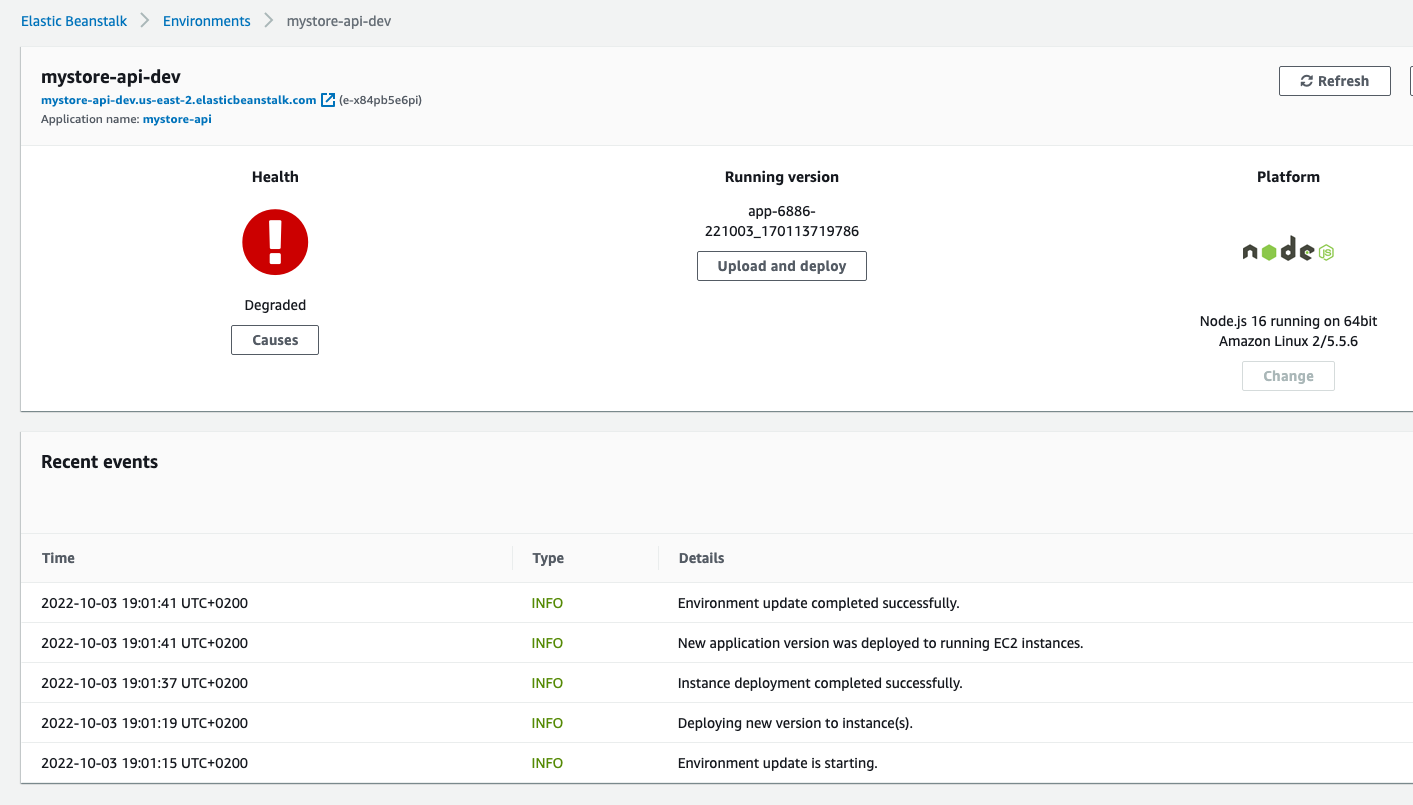 Elastic Beanstalk > Environments > mystore-api-dev
mystore-api-dev
mystore-api-dev.us-east-2.elasticbeanstalk.com (e-x84pb5e6pi)
Application name: mystore-api
Refresh
Health
Degraded
Causes
Running version
app-6886-
221003_170113719786
Upload and deploy
Platform
node JS
Node.js 16 running on 64bit
Amazon Linux 2/5.5.6
Change
Recent events
Time Type Details
2022-10-03 19:01:41 UTC+0200 INFO Environment update completed successfully.
2022-10-03 19:01:41 UTC+0200 INFO New application version was deployed to running EC2 instances.
2022-10-03 19:01:37 UTC+0200 INFO Instance deployment completed successfully.
2022-10-03 19:01:19 UTC+0200 INFO Deploying new version to instance(s).
2022-10-03 19:01:15 UTC+0200 INFO Environment update is starting.